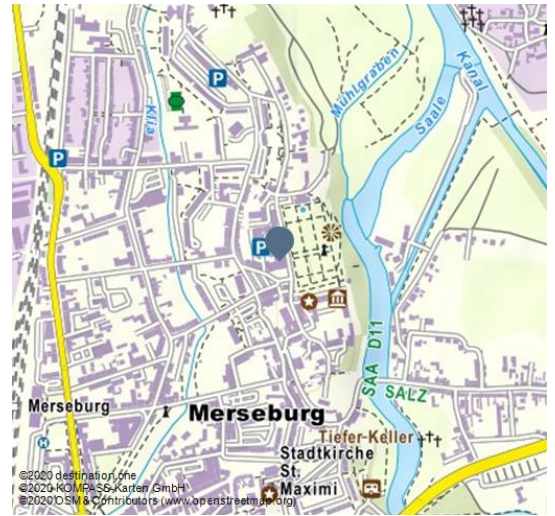 P
Mühlgraben
Kanal
Saale
Klia
P
P
SAA D11
SALZ
Merseburg
Merseburg
Tiefer Keller
Stadtkirche
St.
Maximi
H
©2020 destination.one
©2020 KOMPASS-Karten GmbH
©2020 OSM & Contributors (www.openstreetmap.org)